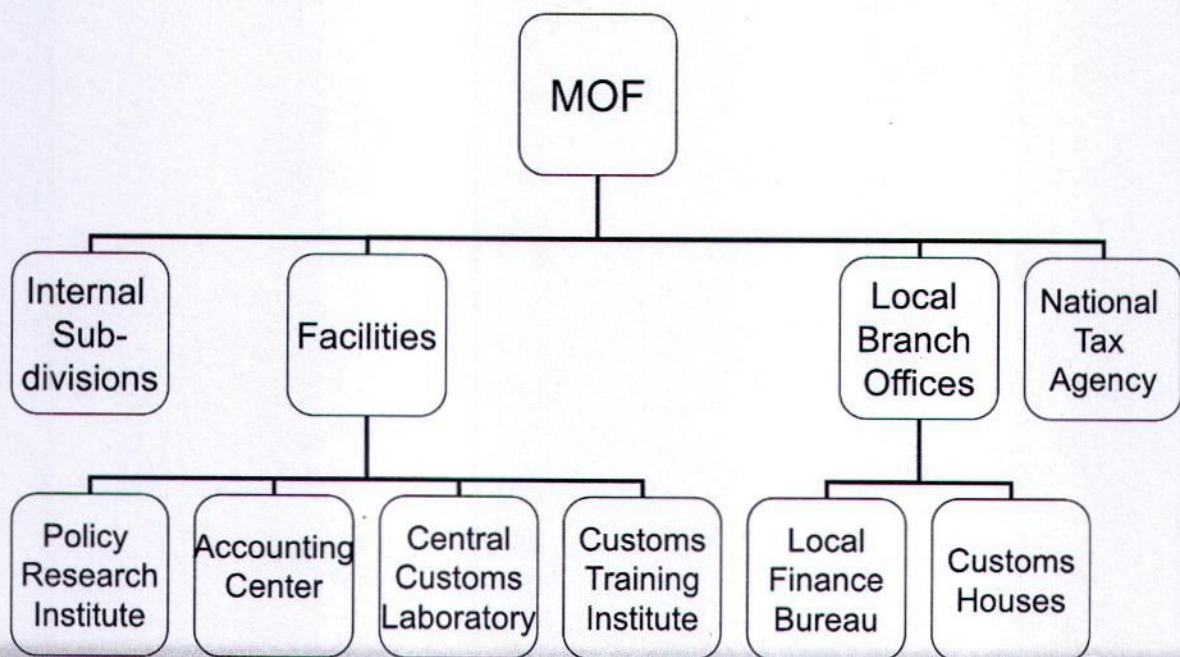 MOF
Internal
Sub-
divisions
Facilities
Local
Branch
Offices
National
Tax
Agency
Policy
Research
Institute
Accounting
Center
Central
Customs
Laboratory
Customs
Training
Institute
Local
Finance
Bureau
Customs
Houses